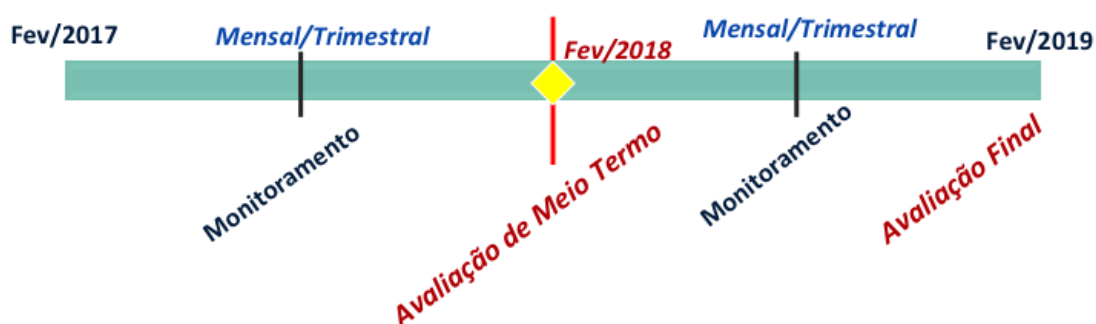 Fev/2017
Mensal/Trimestral
Fev/2018
Mensal/Trimestral
Fev/2019
Monitoramento
Avaliação de Meio Termo
Monitoramento
Avaliação Final